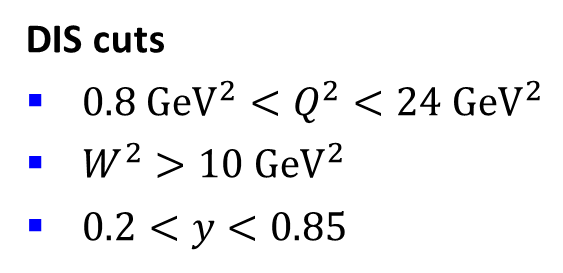 DIS cuts
▪ 0.8 GeV² < Q² < 24 GeV²
▪ W² > 10 GeV²
▪ 0.2 < y < 0.85